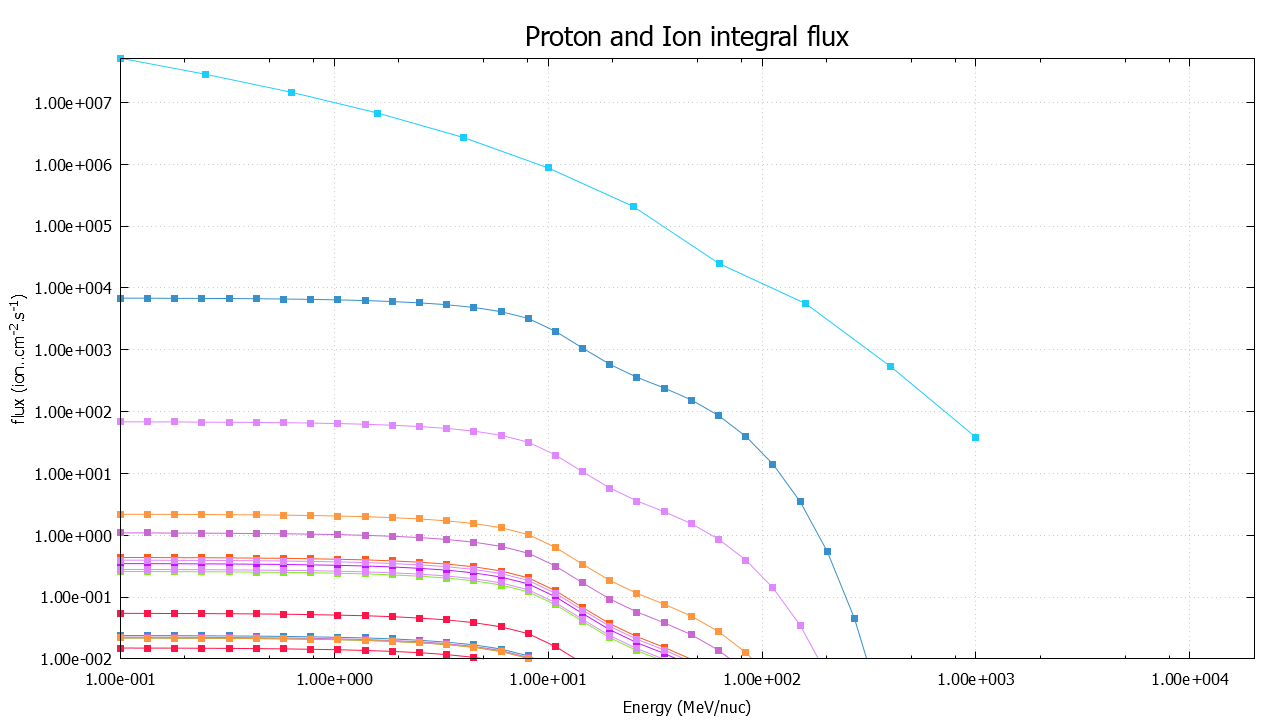 Proton and Ion integral flux
1.00e+007
1.00e+006
1.00e+005
1.00e+004
1.00e+003
1.00e+002
1.00e+001
1.00e+000
1.00e-001
1.00e-002
flux (ion..cm⁻².s⁻¹)
1.00e-001 1.00e+000 1.00e+001 1.00e+002 1.00e+003 1.00e+004
Energy (MeV/nuc)